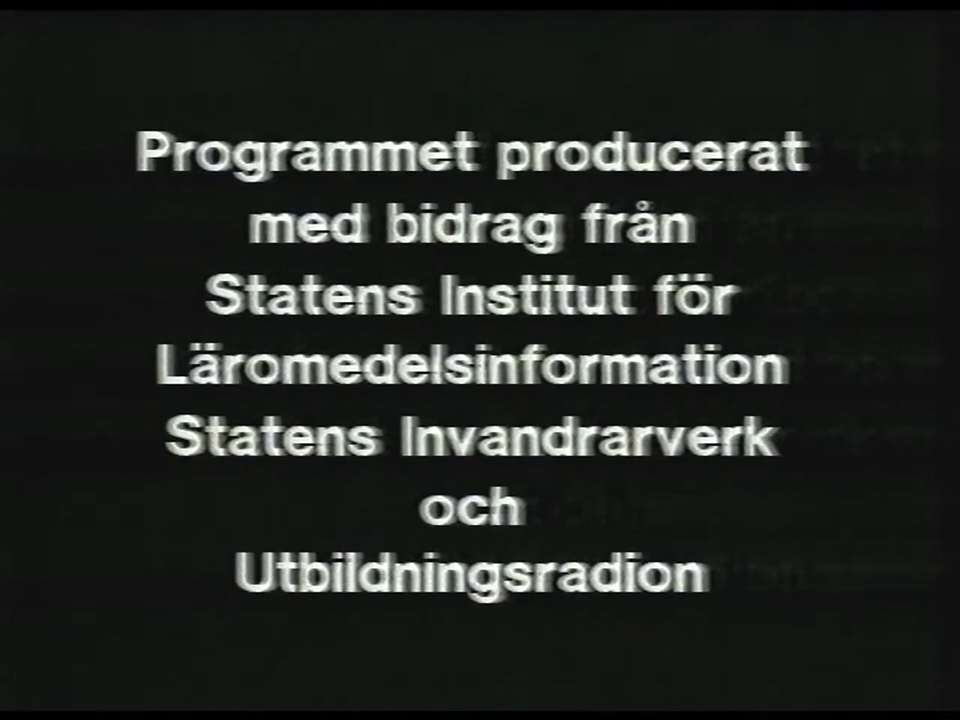 Programmet producerat
med bidrag från
Statens Institut för
Läromedelsinformation
Statens Invandrarverk
och
Utbildningsradion